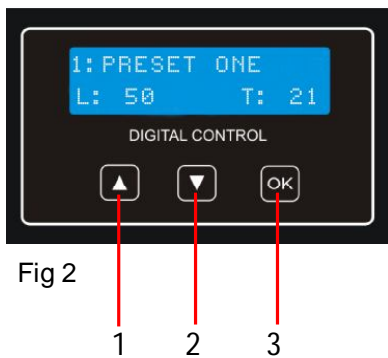 1:PRESET ONE
L: 50 T: 21
DIGITAL CONTROL
OK
Fig 2
1 2 3